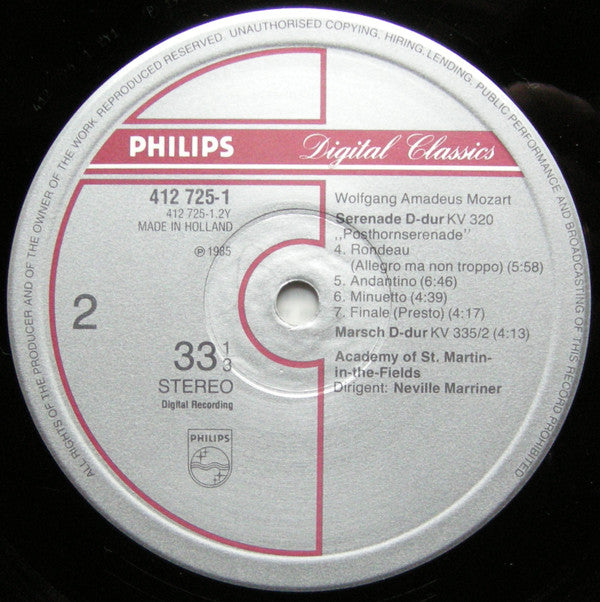 ALL RIGHTS OF THE PRODUCER AND OF THE OWNER OF THE WORK REPRODUCED RESERVED. UNAUTHORISED COPYING, HIRING, LENDING, PUBLIC PERFORMANCE AND BROADCASTING OF THIS RECORD PROHIBITED
PHILIPS
Digital Classics
412 725-1
412 725-1.2Y
MADE IN HOLLAND
℗ 1985
2
33 1/3
STEREO
Digital Recording
PHILIPS
Wolfgang Amadeus Mozart
Serenade D-dur KV 320
,,Posthornserenade"
4. Rondeau
(Allegro ma non troppo) (5:58)
5. Andantino (6:46)
6. Minuetto (4:39)
7. Finale (Presto) (4:17)
Marsch D-dur KV 335/2 (4:13)
Academy of St. Martin-
in-the-Fields
Dirigent: Neville Marriner